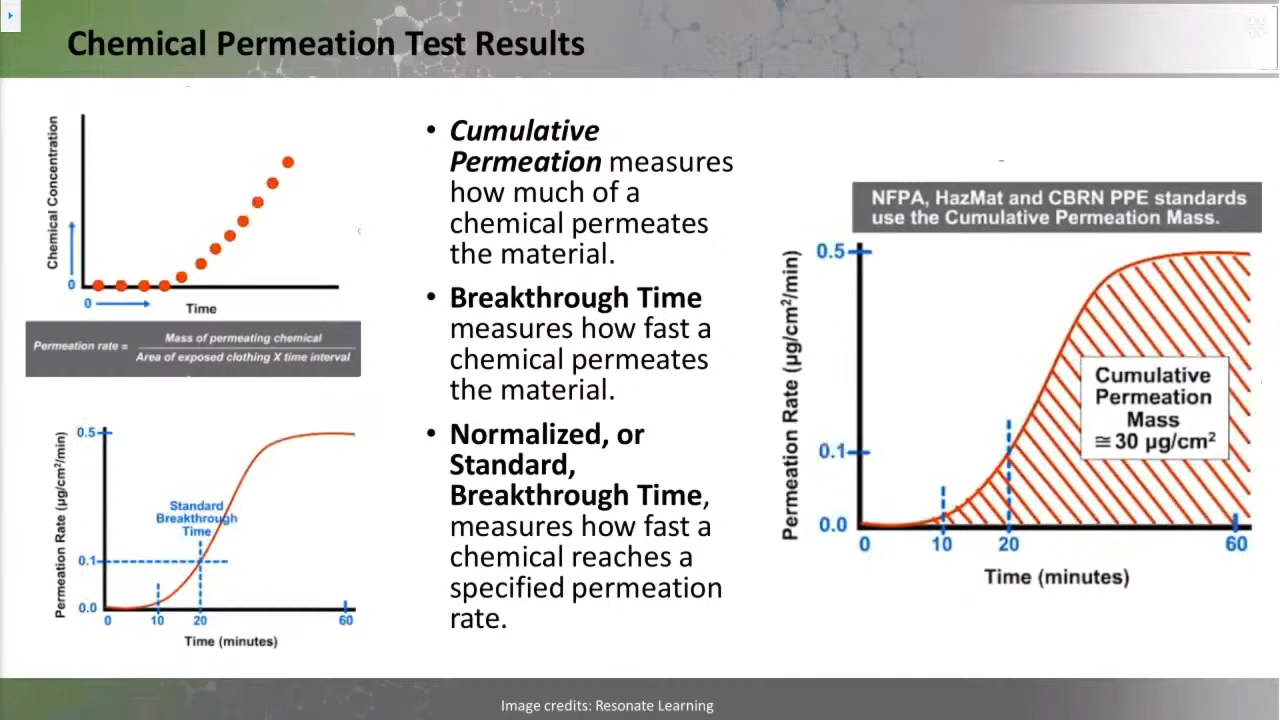 Chemical Permeation Test Results
Chemical Concentration
0
0
Time
Permeation rate =
Mass of permeating chemical
Area of exposed clothing X time interval
Permeation Rate (µg/cm²/min)
0.5
Standard
Breakthrough
Time
0.1
0.0
0
10
20
60
Time (minutes)
• Cumulative
Permeation measures
how much of a
chemical permeates
the material.
• Breakthrough Time
measures how fast a
chemical permeates
the material.
• Normalized, or
Standard,
Breakthrough Time,
measures how fast a
chemical reaches a
specified permeation
rate.
NFPA, HazMat and CBRN PPE standards
use the Cumulative Permeation Mass.
Permeation Rate (µg/cm²/min)
0.5
Cumulative
Permeation
Mass
≅ 30 µg/cm²
0.1
0.0
0
10
20
60
Time (minutes)
Image credits: Resonate Learning